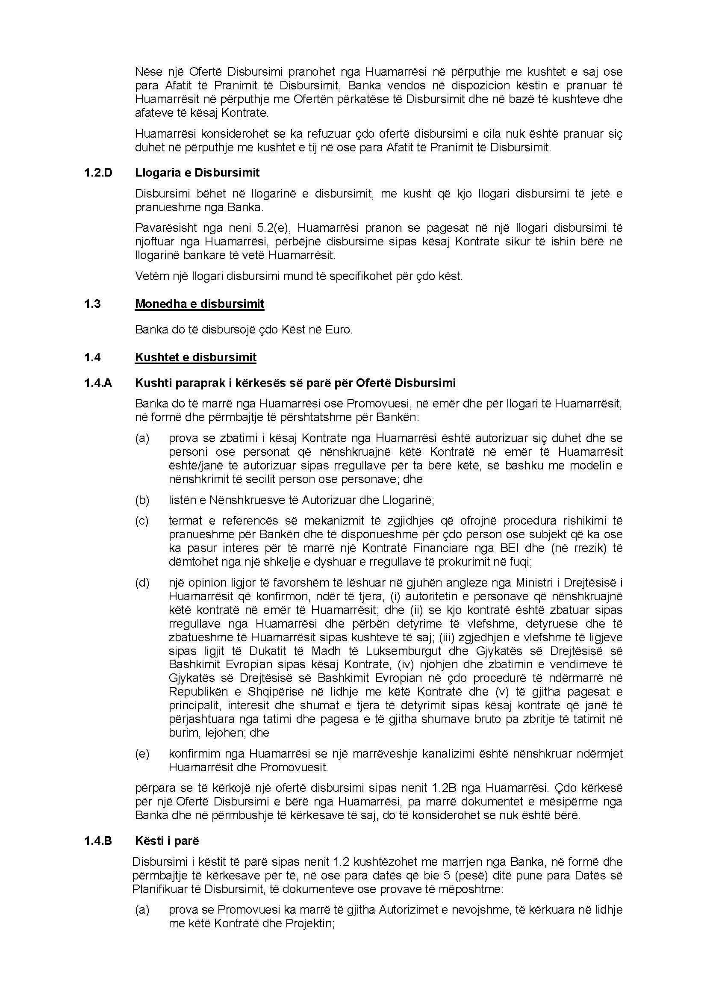 Nëse një Ofertë Disbursimi pranohet nga Huamarrësi në përputhje me kushtet e saj ose
para Afatit të Pranimit të Disbursimit, Banka vendos në dispozicion këstin e pranuar të
Huamarrësit në përputhje me Ofertën përkatëse të Disbursimit dhe në bazë të kushteve dhe
afateve të kësaj Kontrate.
Huamarrësi konsiderohet se ka refuzuar çdo ofertë disbursimi e cila nuk është pranuar siç
duhet në përputhje me kushtet e tij në ose para Afatit të Pranimit të Disbursimit.
1.2.D Llogaria e Disbursimit
Disbursimi bëhet në llogarinë e disbursimit, me kusht që kjo llogari disbursimi të jetë e
pranueshme nga Banka.
Pavarësisht nga neni 5.2(e), Huamarrësi pranon se pagesat në një llogari disbursimi të
njoftuar nga Huamarrësi, përbëjnë disbursime sipas kësaj Kontrate sikur të ishin bërë në
llogarinë bankare të vetë Huamarrësit.
Vetëm një llogari disbursimi mund të specifikohet për çdo këst.
1.3 Monedha e disbursimit
Banka do të disbursojë çdo Këst në Euro.
1.4 Kushtet e disbursimit
1.4.A Kushti paraprak i kërkesës së parë për Ofertë Disbursimi
Banka do të marrë nga Huamarrësi ose Promovuesi, në emër dhe për llogari të Huamarrësit,
në formë dhe përmbajtje të përshtatshme për Bankën:
(a) prova se zbatimi i kësaj Kontrate nga Huamarrësi është autorizuar siç duhet dhe se
personi ose personat që nënshkruajnë këtë Kontratë në emër të Huamarrësit
është/janë të autorizuar sipas rregullave për ta bërë këtë, së bashku me modelin e
nënshkrimit të secilit person ose personave; dhe
(b) listën e Nënshkruesve të Autorizuar dhe Llogarinë;
(c) termat e referencës së mekanizmit të zgjidhjes që ofrojnë procedura rishikimi të
pranueshme për Bankën dhe të disponueshme për çdo person ose subjekt që ka ose
ka pasur interes për të marrë një Kontratë Financiare nga BEI dhe (në rrezik) të
dëmtohet nga një shkelje e dyshuar e rregullave të prokurimit në fuqi;
(d) një opinion ligjor të favorshëm të lëshuar në gjuhën angleze nga Ministri i Drejtësisë i
Huamarrësit që konfirmon, ndër të tjera, (i) autoritetin e personave që nënshkruajnë
këtë kontratë në emër të Huamarrësit; dhe (ii) se kjo kontratë është zbatuar sipas
rregullave nga Huamarrësi dhe përbën detyrime të vlefshme, detyruese dhe të
zbatueshme të Huamarrësit sipas kushteve të saj; (iii) zgjedhjen e vlefshme të ligjeve
sipas ligjit të Dukatit të Madh të Luksemburgut dhe Gjykatës së Drejtësisë së
Bashkimit Evropian sipas kësaj Kontrate, (iv) njohjen dhe zbatimin e vendimeve të
Gjykatës së Drejtësisë së Bashkimit Evropian në çdo procedurë të ndërmarrë në
Republikën e Shqipërisë në lidhje me këtë Kontratë dhe (v) të gjitha pagesat e
principalit, interesit dhe shumat e tjera të detyrimit sipas kësaj kontrate që janë të
përjashtuara nga tatimi dhe pagesa e të gjitha shumave bruto pa zbritje të tatimit në
burim, lejohen; dhe
(e) konfirmim nga Huamarrësi se një marrëveshje kanalizimi është nënshkruar ndërmjet
Huamarrësit dhe Promovuesit.
përpara se të kërkojë një ofertë disbursimi sipas nenit 1.2B nga Huamarrësi. Çdo kërkesë
për një Ofertë Disbursimi e bërë nga Huamarrësi, pa marrë dokumentet e mësipërme nga
Banka dhe në përmbushje të kërkesave të saj, do të konsiderohet se nuk është bërë.
1.4.B Kësti i parë
Disbursimi i këstit të parë sipas nenit 1.2 kushtëzohet me marrjen nga Banka, në formë dhe
përmbajtje të kërkesave për të, në ose para datës që bie 5 (pesë) ditë pune para Datës së
Planifikuar të Disbursimit, të dokumenteve ose provave të mëposhtme:
(a) prova se Promovuesi ka marrë të gjitha Autorizimet e nevojshme, të kërkuara në lidhje
me këtë Kontratë dhe Projektin;